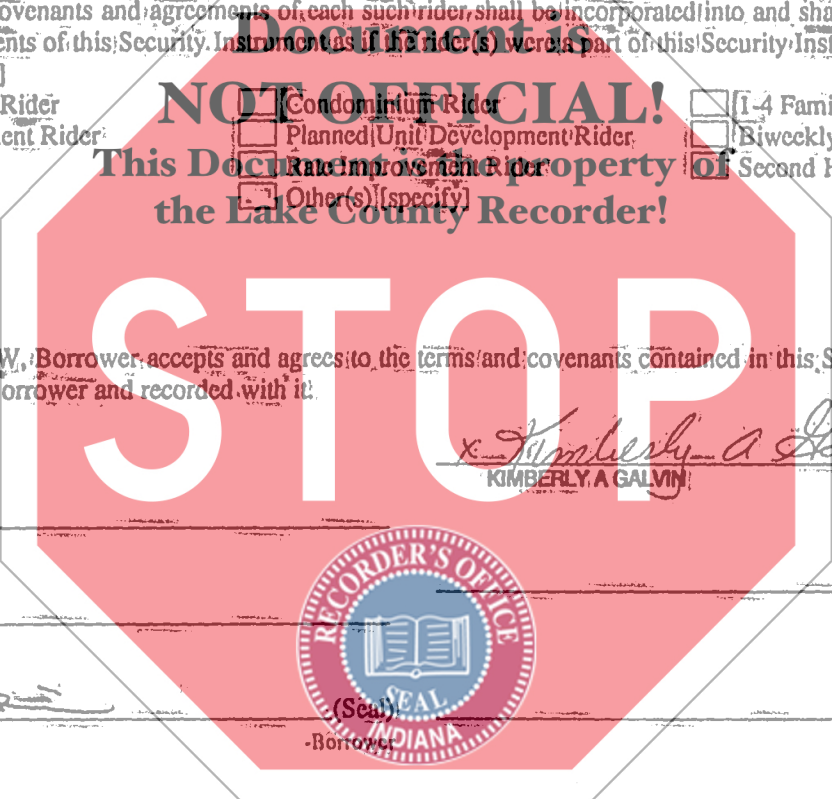 ovenants and agreements of each such rider shall be incorporated into and sha
ents of this Security Instrument as if the rider(s) were a part of this Security Inst
Document is
]
NOT OFFICIAL!
Rider
Condominium Rider
1-4 Fami
ent Rider
Planned Unit Development Rider
Biweekly
This Document is the property of
Rate Improvement Rider
Second H
the Lake County Recorder!
Other(s) [specify]
STOP
W, Borrower accepts and agrees to the terms and covenants contained in this S
orrower and recorded with it.
x Kimberly A Ga
KIMBERLY A GALVIN
RECORDER'S OFFICE
SEAL
INDIANA
(Seal)
-Borrower